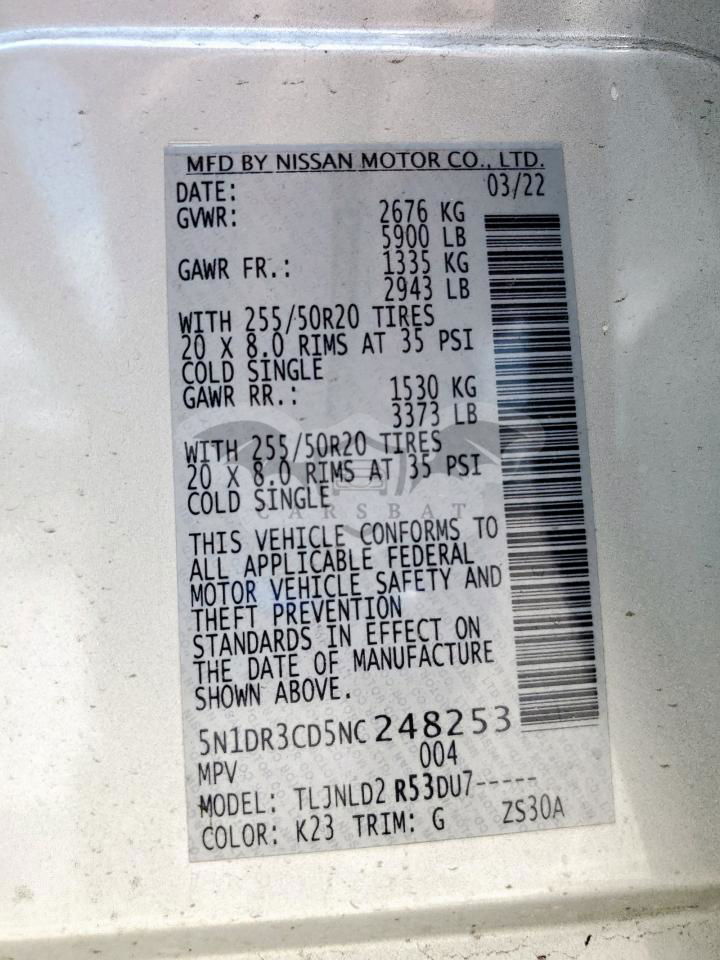 MFD BY NISSAN MOTOR CO., LTD.
DATE: 03/22
GVWR: 2676 KG
5900 LB
GAWR FR.: 1335 KG
2943 LB
WITH 255/50R20 TIRES
20 X 8.0 RIMS AT 35 PSI
COLD SINGLE
GAWR RR.: 1530 KG
3373 LB
WITH 255/50R20 TIRES
20 X 8.0 RIMS AT 35 PSI
COLD SINGLE
CARSBAT
THIS VEHICLE CONFORMS TO
ALL APPLICABLE FEDERAL
MOTOR VEHICLE SAFETY AND
THEFT PREVENTION
STANDARDS IN EFFECT ON
THE DATE OF MANUFACTURE
SHOWN ABOVE.
5N1DR3CD5NC248253
MPV 004
MODEL: TLJNLD2 R53DU7-----
COLOR: K23 TRIM: G ZS30A